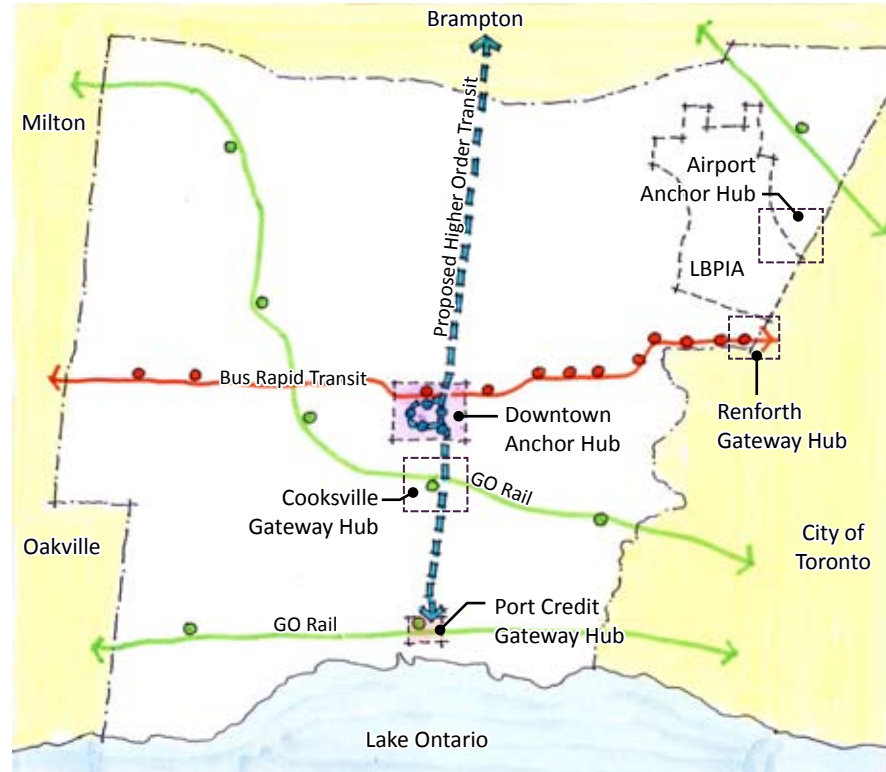 Brampton
Milton
Proposed Higher Order Transit
Airport
Anchor Hub
LBPIA
Bus Rapid Transit
Downtown
Anchor Hub
Renforth
Gateway Hub
GO Rail
Cooksville
Gateway Hub
Oakville
City of
Toronto
GO Rail
Port Credit
Gateway Hub
Lake Ontario